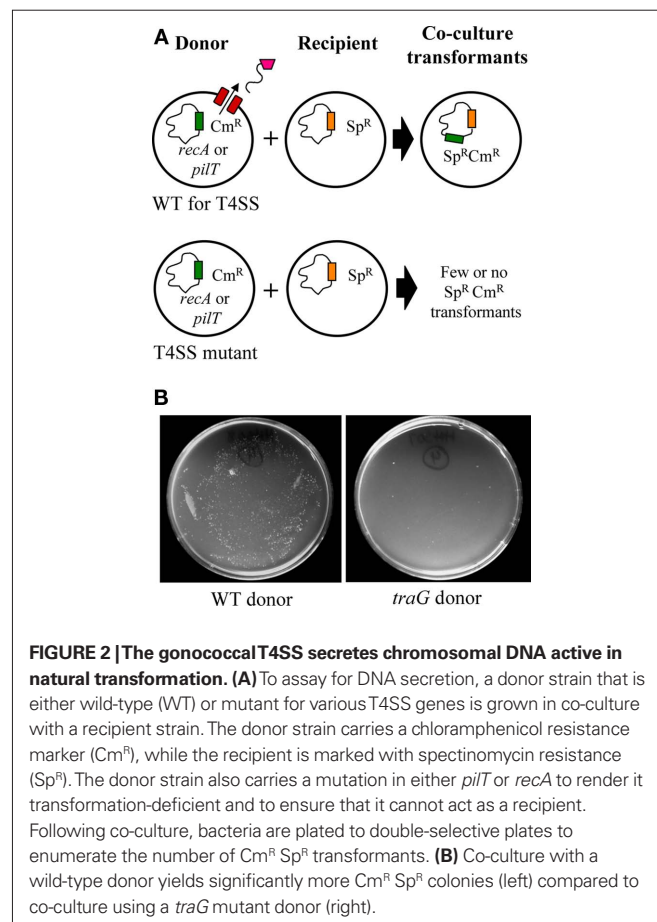 A Donor Recipient Co-culture
transformants
Cmᴿ
recA or
pilT
+
Spᴿ
SpᴿCmᴿ
WT for T4SS
Cmᴿ
recA or
pilT
+
Spᴿ
Few or no
Spᴿ Cmᴿ
transformants
T4SS mutant
B
WT donor traG donor
FIGURE 2 | The gonococcal T4SS secretes chromosomal DNA active in
natural transformation. (A) To assay for DNA secretion, a donor strain that is
either wild-type (WT) or mutant for various T4SS genes is grown in co-culture
with a recipient strain. The donor strain carries a chloramphenicol resistance
marker (Cmᴿ), while the recipient is marked with spectinomycin resistance
(Spᴿ). The donor strain also carries a mutation in either pilT or recA to render it
transformation-deficient and to ensure that it cannot act as a recipient.
Following co-culture, bacteria are plated to double-selective plates to
enumerate the number of Cmᴿ Spᴿ transformants. (B) Co-culture with a
wild-type donor yields significantly more Cmᴿ Spᴿ colonies (left) compared to
co-culture using a traG mutant donor (right).